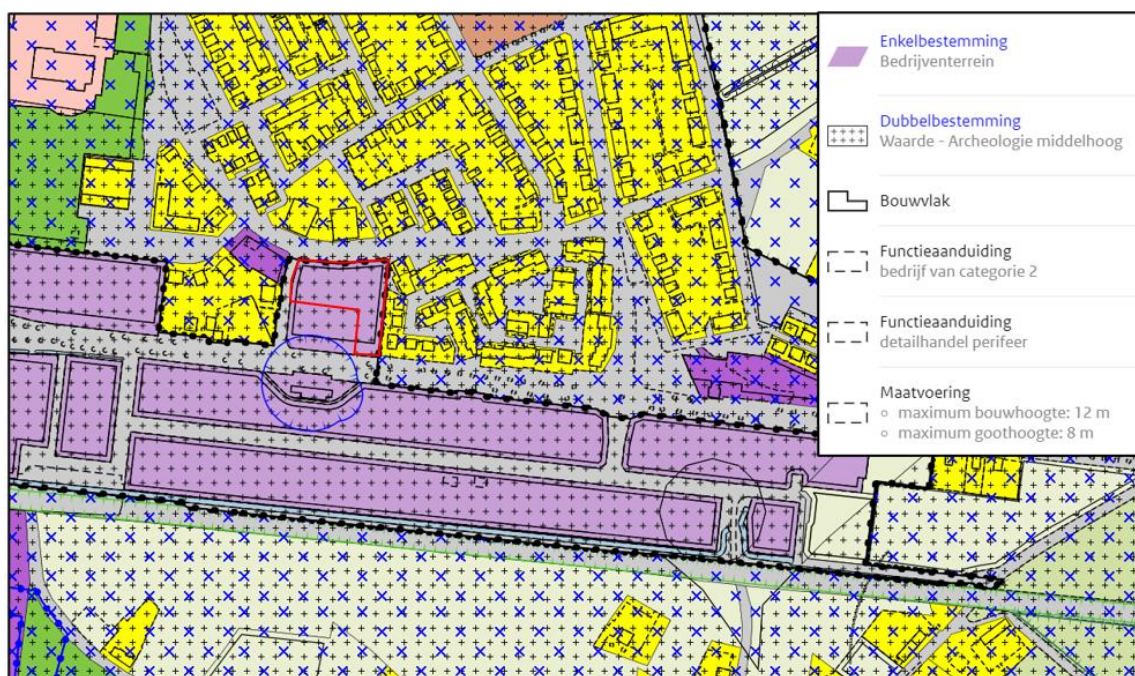 Enkelbestemming
Bedrijventerrein
Dubbelbestemming
Waarde - Archeologie middelhoog
Bouwvlak
Functieaanduiding
bedrijf van categorie 2
Functieaanduiding
detailhandel perifeer
Maatvoering
maximum bouwhoogte: 12 m
maximum goothoogte: 8 m